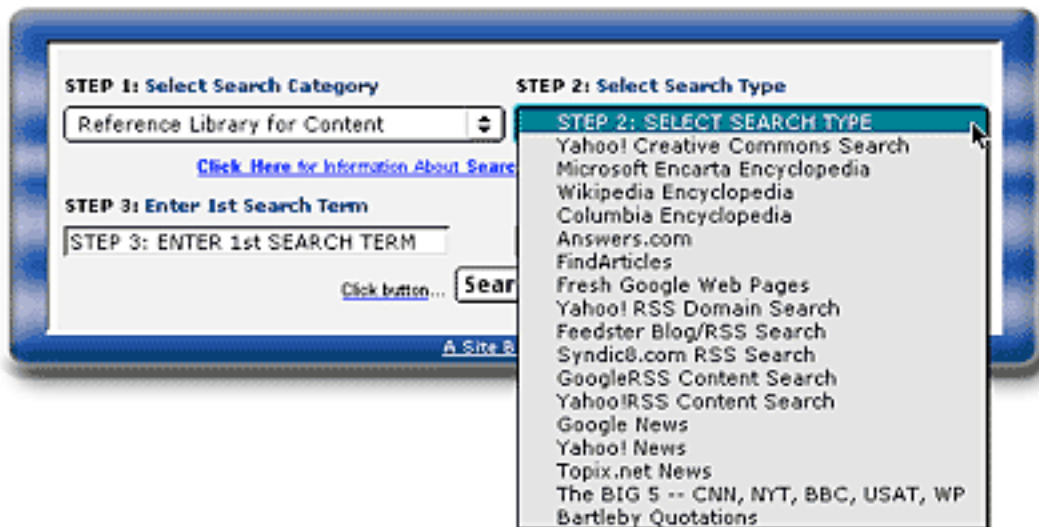 STEP 1: Select Search Category
STEP 2: Select Search Type
Reference Library for Content
STEP 2: SELECT SEARCH TYPE
Yahoo! Creative Commons Search
Click Here for Information About Sear
Microsoft Encarta Encyclopedia
Wikipedia Encyclopedia
STEP 3: Enter 1st Search Term
Columbia Encyclopedia
STEP 3: ENTER 1st SEARCH TERM
Answers.com
FindArticles
Click button... Sear
Fresh Google Web Pages
Yahoo! RSS Domain Search
Feedster Blog/RSS Search
A Site B
Syndic8.com RSS Search
GoogleRSS Content Search
Yahoo!RSS Content Search
Google News
Yahoo! News
Topix.net News
The BIG 5 -- CNN, NYT, BBC, USAT, WP
Bartleby Quotations